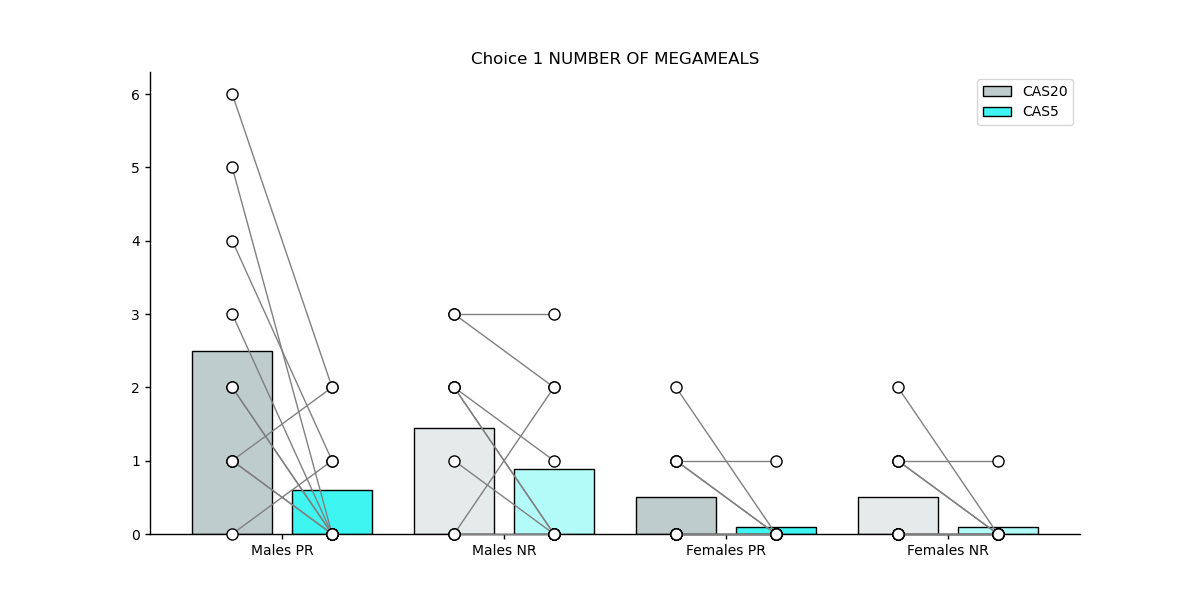 Choice 1 NUMBER OF MEGAMEALS
CAS20
CAS5
6
5
4
3
2
1
0
Males PR
Males NR
Females PR
Females NR